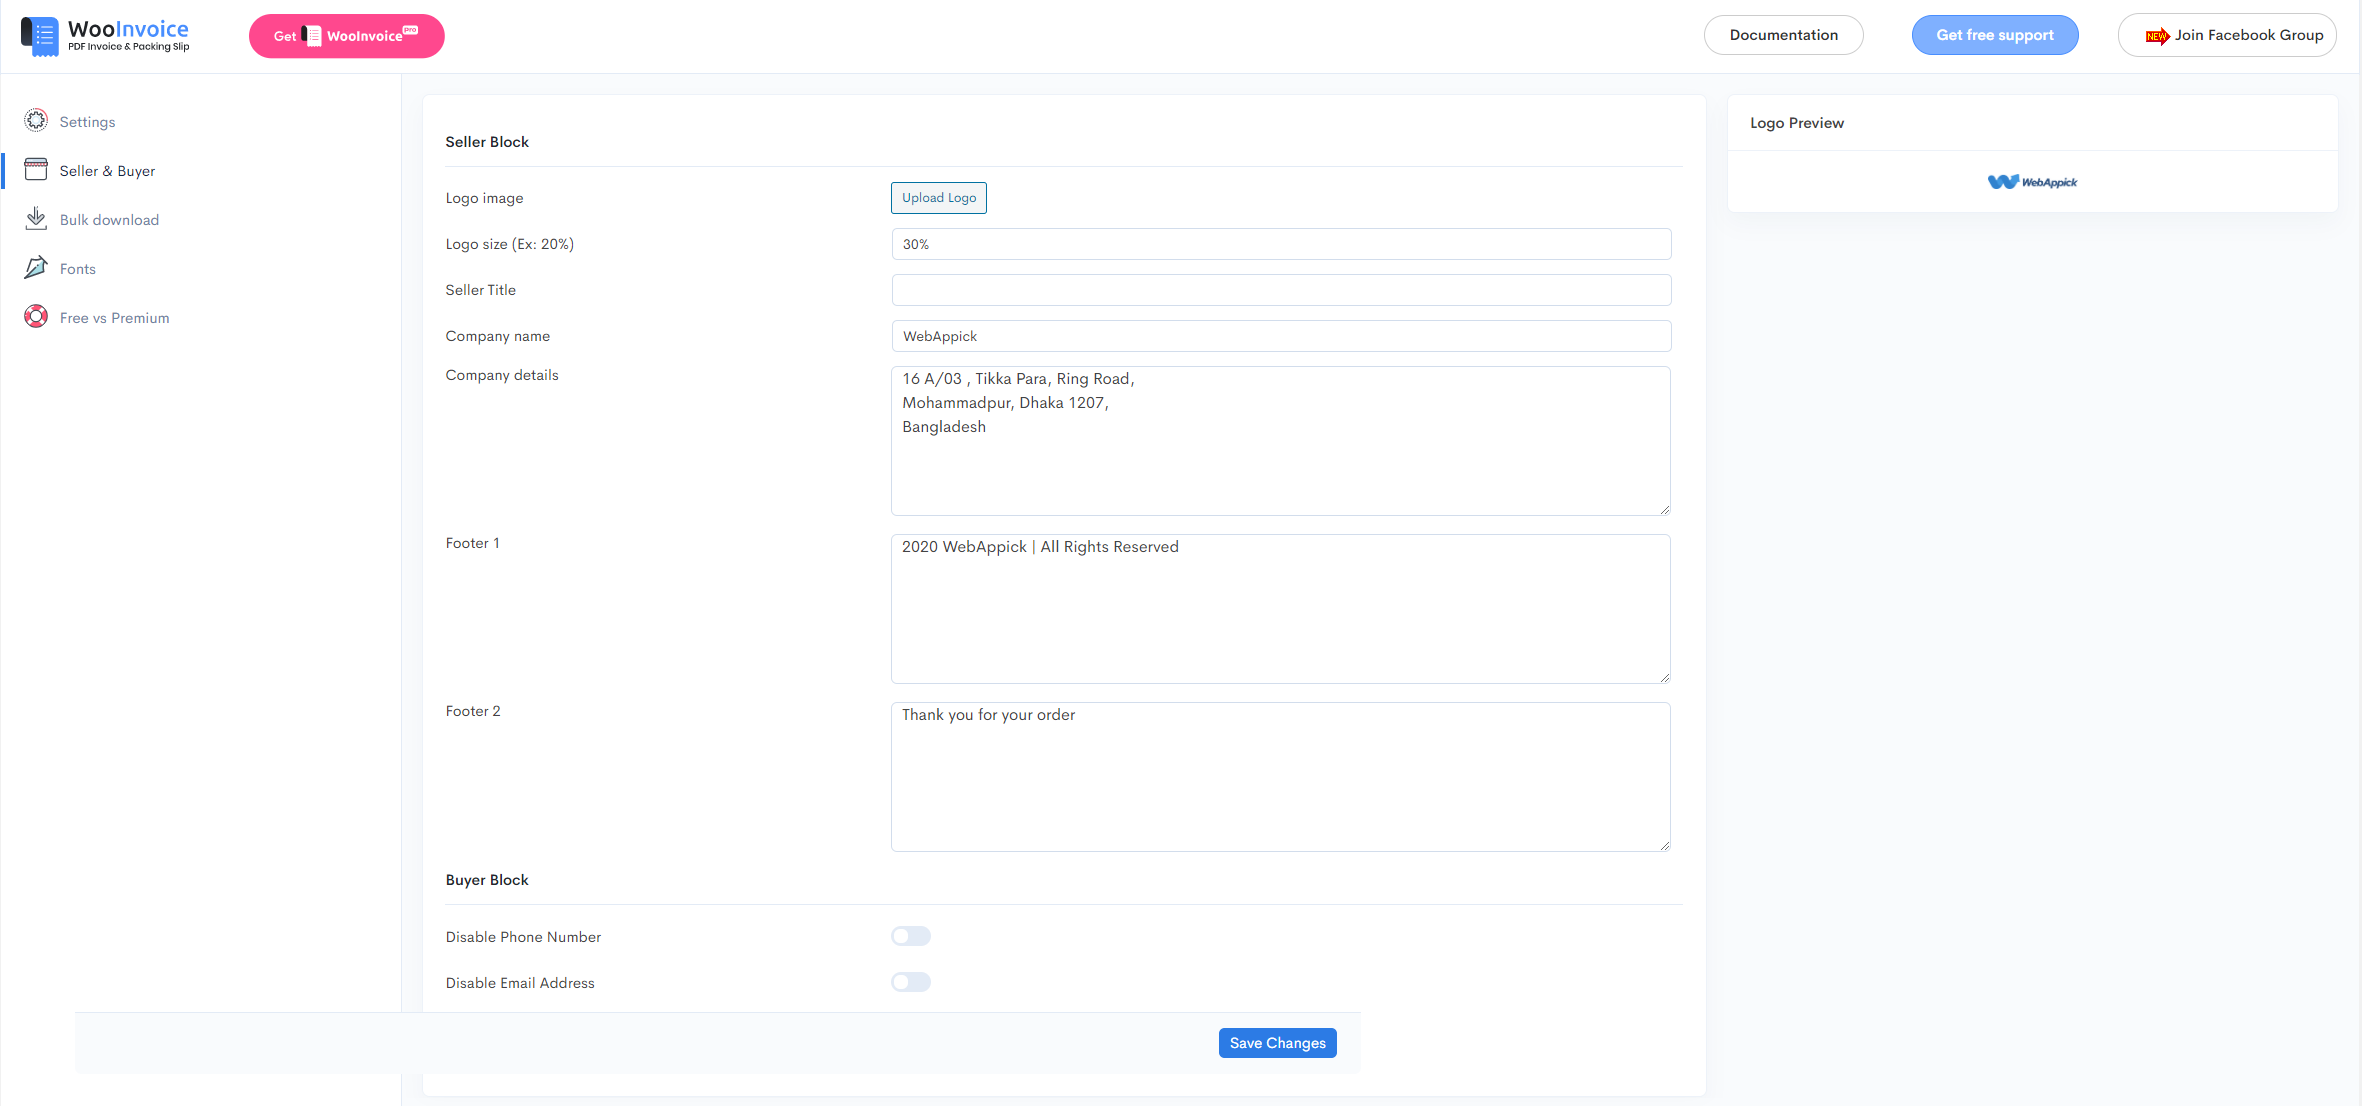 WooInvoice
PDF Invoice & Packing Slip
Get WooInvoice Pro
Documentation
Get free support
NEW Join Facebook Group
Settings
Seller & Buyer
Bulk download
Fonts
Free vs Premium
Seller Block
Logo image
Upload Logo
Logo size (Ex: 20%)
30%
Seller Title
Company name
WebAppick
Company details
16 A/03 , Tikka Para, Ring Road,
Mohammadpur, Dhaka 1207,
Bangladesh
Footer 1
2020 WebAppick | All Rights Reserved
Footer 2
Thank you for your order
Buyer Block
Disable Phone Number
Disable Email Address
Save Changes
Logo Preview
WebAppick